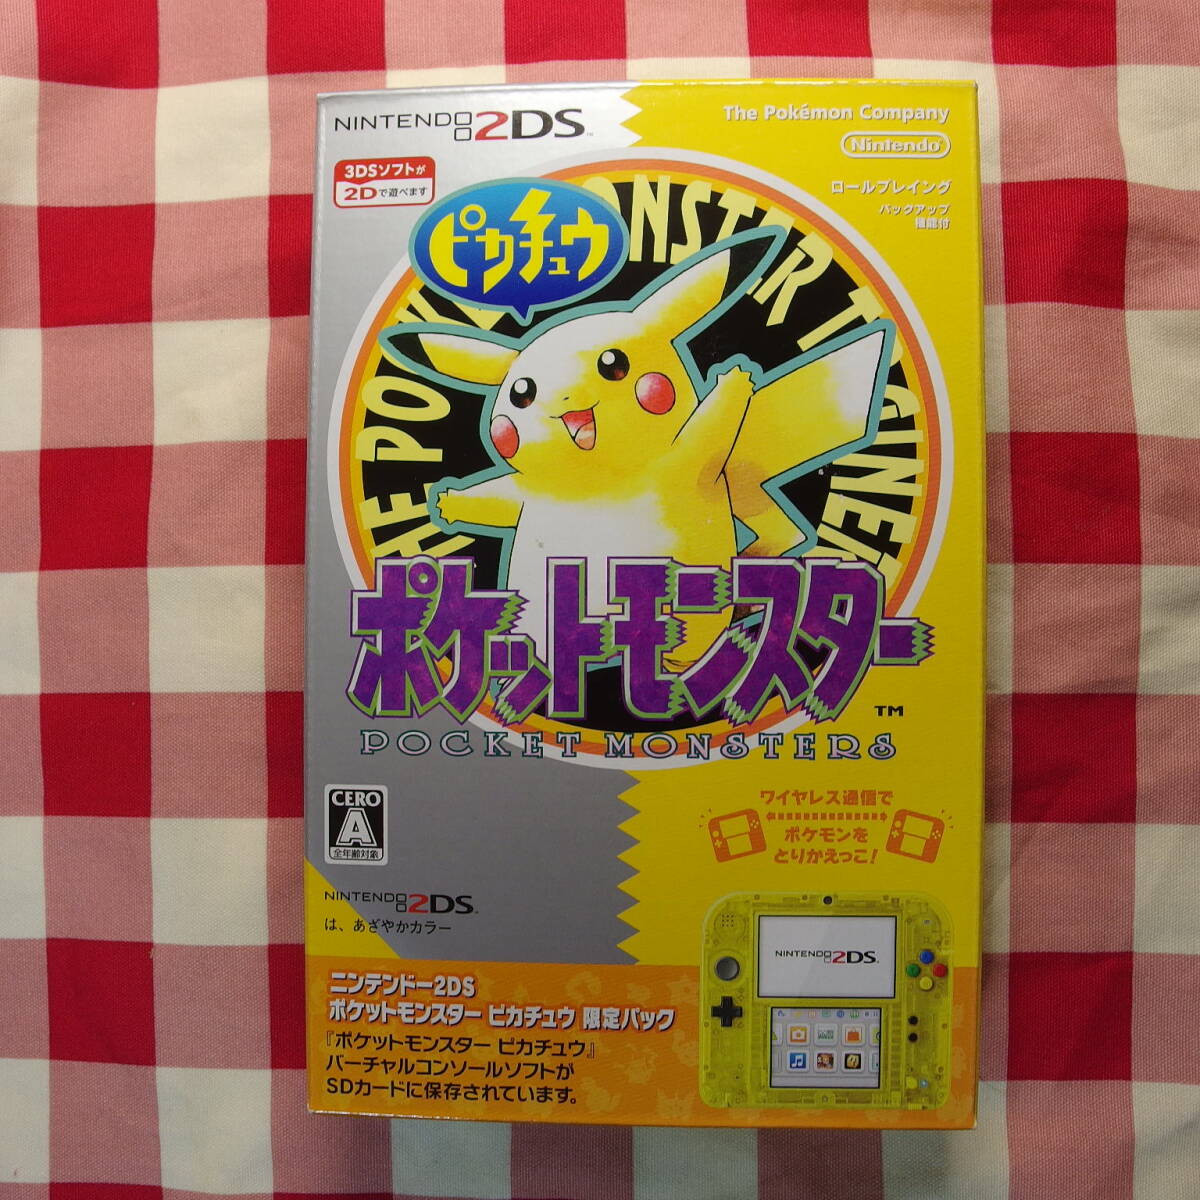 NINTENDO 2DS™
The Pokémon Company
Nintendo
3DSソフトが
2Dで遊べます
ロールプレイング
バックアップ
機能付
ピカチュウ
THE POCKET MONSTER TRAINER
ポケットモンスター
™
POCKET MONSTERS
CERO
A
全年齢対象
ワイヤレス通信で
ポケモンを
とりかえっこ!
NINTENDO 2DS™
は、あざやかカラー
NINTENDO 2DS™
ニンテンドー2DS
ポケットモンスター ピカチュウ 限定パック
『ポケットモンスター ピカチュウ』
バーチャルコンソールソフトが
SDカードに保存されています。